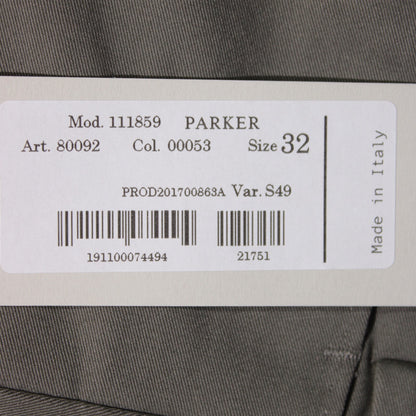 Mod. 111859 PARKER
Art. 80092 Col. 00053 Size 32
PROD201700863A Var. S49
191100074494 21751
Made in Italy